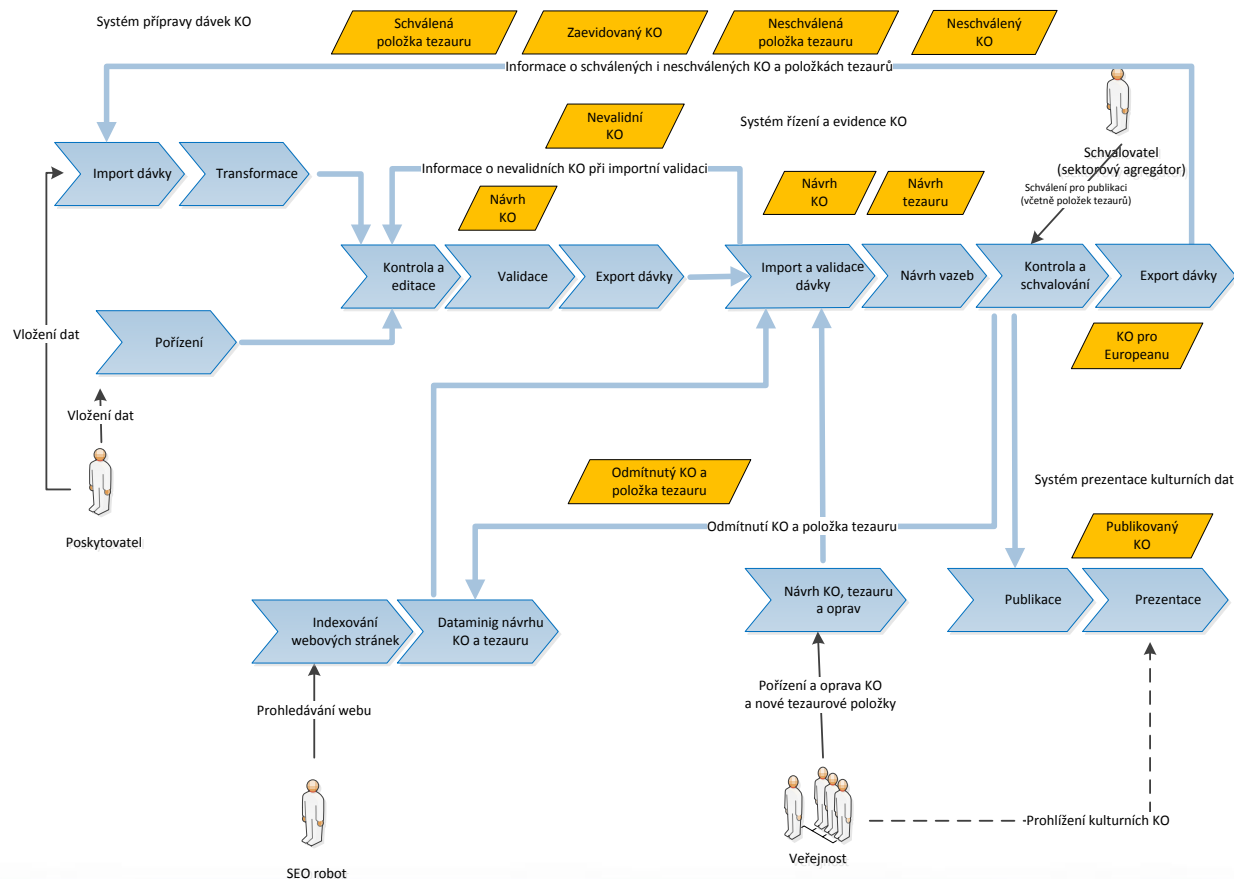 Systém přípravy dávek KO
Schválená
položka tezauru
Zaevidovaný KO
Neschválená
položka tezauru
Neschválený
KO
Informace o schválených i neschválených KO a položkách tezaurů
Nevalidní
KO
Systém řízení a evidence KO
Schvalovatel
(sektorový agregátor)
Import dávky
Transformace
Informace o nevalidních KO při importní validaci
Návrh
KO
Návrh
KO
Návrh
tezauru
Schválení pro publikaci
(včetně položek tezaurů)
Kontrola a
editace
Validace
Export dávky
Import a validace
dávky
Návrh vazeb
Kontrola a
schvalování
Export dávky
Vložení dat
Pořízení
KO pro
Europeanu
Vložení dat
Poskytovatel
Odmítnutý KO a
položka tezauru
Systém prezentace kulturních dat
Odmítnutí KO a položka tezauru
Publikovaný
KO
Indexování
webových stránek
Dataminig návrhu
KO a tezauru
Návrh KO, tezauru
a oprav
Publikace
Prezentace
Prohledávání webu
Pořízení a oprava KO
a nové tezaurové položky
SEO robot
Veřejnost
Prohlížení kulturních KO